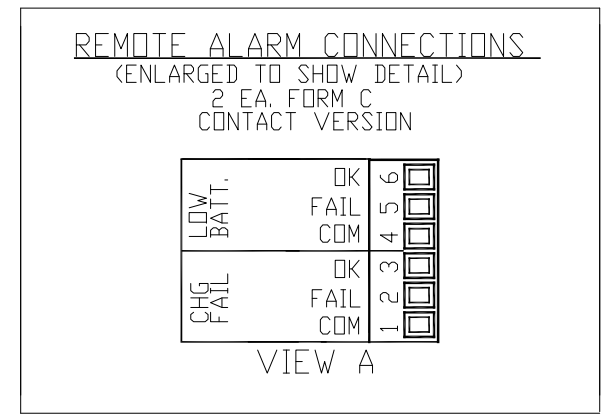 REMOTE ALARM CONNECTIONS
(ENLARGED TO SHOW DETAIL)
2 EA. FORM C
CONTACT VERSION
LOW
BATT.
OK 6
FAIL 5
COM 4
CHG
FAIL
OK 3
FAIL 2
COM 1
VIEW A